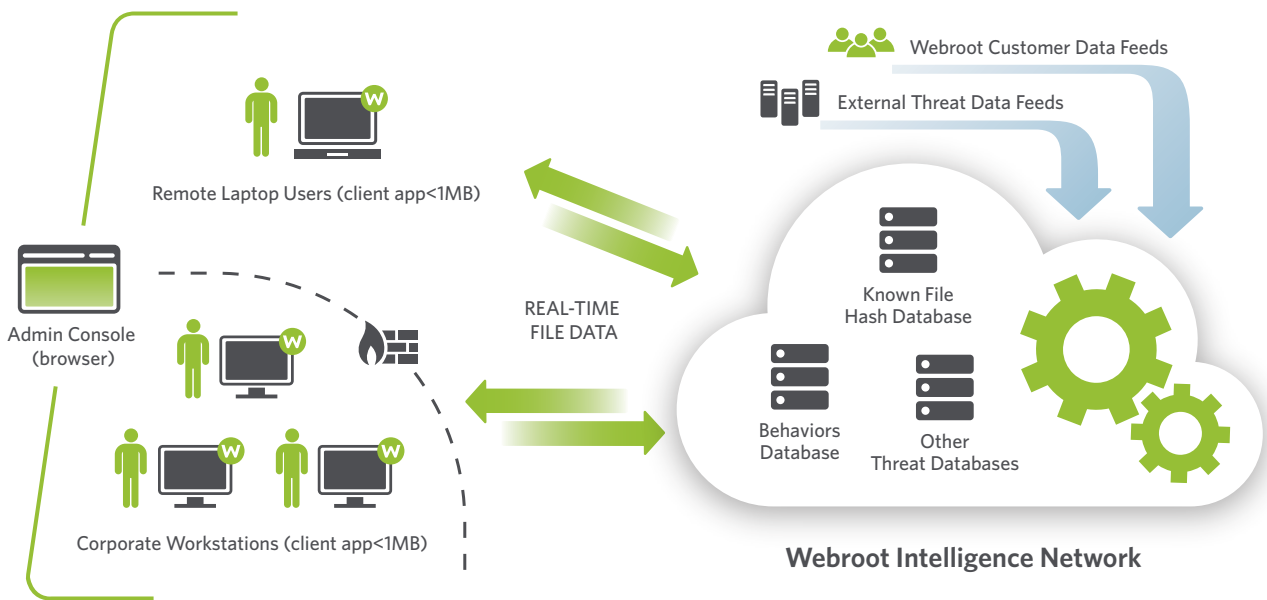 Webroot Customer Data Feeds
External Threat Data Feeds
W
Remote Laptop Users (client app<1MB)
Admin Console
(browser)
REAL-TIME
FILE DATA
Known File
Hash Database
Behaviors
Database
Other
Threat Databases
W
W
W
Corporate Workstations (client app<1MB)
Webroot Intelligence Network